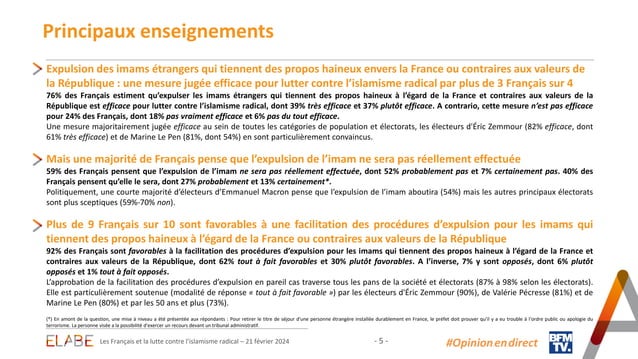 Principaux enseignements
Expulsion des imams étrangers qui tiennent des propos haineux envers la France ou contraires aux valeurs de
la République : une mesure jugée efficace pour lutter contre l'islamisme radical par plus de 3 Français sur 4
76% des Français estiment qu'expulser les imams étrangers qui tiennent des propos haineux à l'égard de la France et contraires aux valeurs de la
République est efficace pour lutter contre l'islamisme radical, dont 39% très efficace et 37% plutôt efficace. A contrario, cette mesure n'est pas efficace
pour 24% des Français, dont 18% pas vraiment efficace et 6% pas du tout efficace.
Une mesure majoritairement jugée efficace au sein de toutes les catégories de population et électorats, les électeurs d'Éric Zemmour (82% efficace, dont
61% très efficace) et de Marine Le Pen (81%, dont 54%) en sont particulièrement convaincus.
Mais une majorité de Français pense que l'expulsion de l'imam ne sera pas réellement effectuée
59% des Français pensent que l'expulsion de l'imam ne sera pas réellement effectuée, dont 52% probablement pas et 7% certainement pas. 40% des
Français pensent qu'elle le sera, dont 27% probablement et 13% certainement*.
Politiquement, une courte majorité d'électeurs d'Emmanuel Macron pense que l'expulsion de l'imam aboutira (54%) mais les autres principaux électorats
sont plus sceptiques (59%-70% non).
Plus de 9 Français sur 10 sont favorables à une facilitation des procédures d'expulsion pour les imams qui
tiennent des propos haineux à l'égard de la France ou contraires aux valeurs de la République
92% des Français sont favorables à la facilitation des procédures d'expulsion pour les imams qui tiennent des propos haineux à l'égard de la France et
contraires aux valeurs de la République, dont 62% tout à fait favorables et 30% plutôt favorables. A l'inverse, 7% y sont opposés, dont 6% plutôt
opposés et 1% tout à fait opposés.
L'approbation de la facilitation des procédures d'expulsion en pareil cas traverse tous les pans de la société et électorats (87% à 98% selon les électorats).
Elle est particulièrement soutenue (modalité de réponse « tout à fait favorable ») par les électeurs d'Éric Zemmour (90%), de Valérie Pécresse (81%) et de
Marine Le Pen (80%) et par les 50 ans et plus (73%).
(*) En amont de la question, une mise à niveau a été présentée aux répondants : Pour retirer le titre de séjour d'une personne étrangère installée durablement en France, le préfet doit prouver qu'il y a eu trouble à l'ordre public ou apologie du
terrorisme. La personne visée a la possibilité d'exercer un recours devant un tribunal administratif.
ELABE Les Français et la lutte contre l'islamisme radical – 21 février 2024 - 5 - #Opinion.en.direct BFM TV.